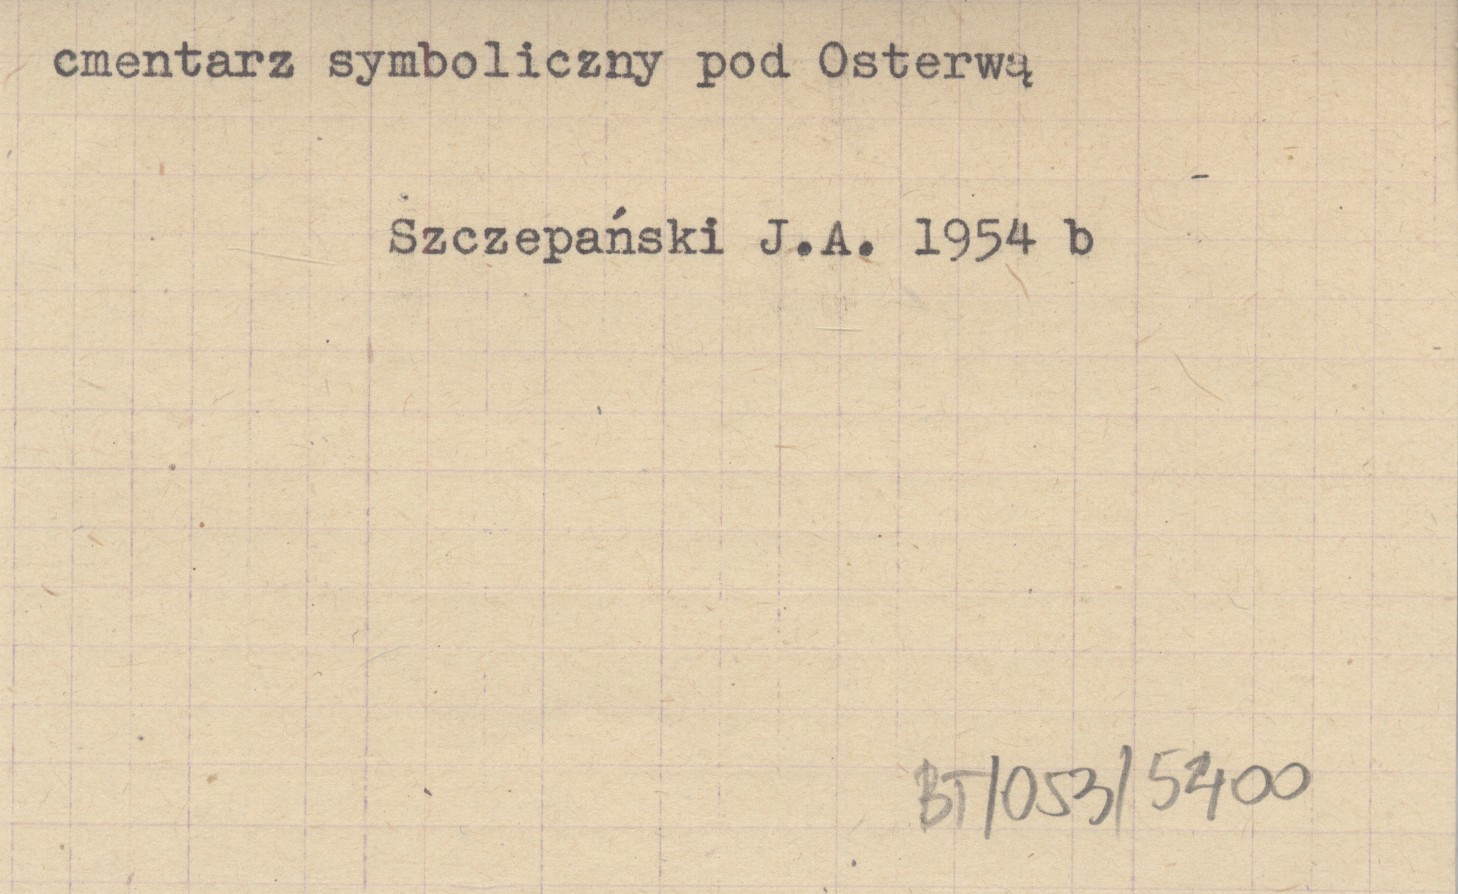 cmentarz symboliczny pod Osterwą
Szczepański J.A. 1954 b
BT/053/5400